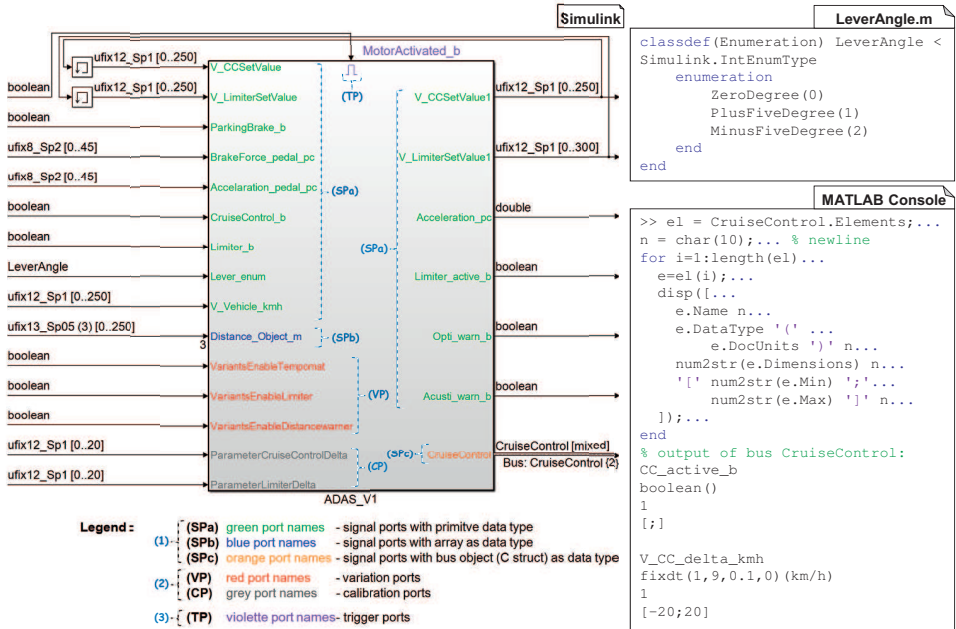 Simulink
MotorActivated_b
ufix12_Sp1 [0..250]
V_CCSetValue
boolean
ufix12_Sp1 [0..250]
V_LimiterSetValue
boolean
ParkingBrake_b
ufix8_Sp2 [0..45]
BrakeForce_pedal_pc
ufix8_Sp2 [0..45]
Accelaration_pedal_pc
boolean
CruiseControl_b
boolean
Limiter_b
LeverAngle
Lever_enum
ufix12_Sp1 [0..250]
V_Vehicle_kmh
ufix13_Sp05 (3) [0..250]
3
Distance_Object_m
boolean
VariantsEnableTempomat
boolean
VariantsEnableLimiter
boolean
VariantsEnableDistancewarner
ufix12_Sp1 [0..20]
ParameterCruiseControlDelta
ufix12_Sp1 [0..20]
ParameterLimiterDelta
(TP)
(SPa)
(SPb)
(VP)
(CP)
(SPa)
(SPc)
V_CCSetValue1
ufix12_Sp1 [0..250]
V_LimiterSetValue1
ufix12_Sp1 [0..300]
Acceleration_pc
double
Limiter_active_b
boolean
Opti_warn_b
boolean
Acusti_warn_b
boolean
CruiseControl
CruiseControl [mixed]
Bus: CruiseControl {2}
ADAS_V1
Legend :
(1)
(SPa) green port names - signal ports with primitve data type
(SPb) blue port names - signal ports with array as data type
(SPc) orange port names - signal ports with bus object (C struct) as data type
(2)
(VP) red port names - variation ports
(CP) grey port names - calibration ports
(3)
(TP) violette port names- trigger ports
LeverAngle.m
classdef(Enumeration) LeverAngle <
Simulink.IntEnumType
enumeration
ZeroDegree(0)
PlusFiveDegree(1)
MinusFiveDegree(2)
end
end
MATLAB Console
>> el = CruiseControl.Elements;...
n = char(10);... % newline
for i=1:length(el)...
e=el(i);...
disp([...
e.Name n...
e.DataType '(' ...
e.DocUnits ')' n...
num2str(e.Dimensions) n...
'[' num2str(e.Min) ';'...
num2str(e.Max) ']' n...
]);...
end
% output of bus CruiseControl:
CC_active_b
boolean()
1
[;]
V_CC_delta_kmh
fixdt(1,9,0.1,0)(km/h)
1
[-20;20]